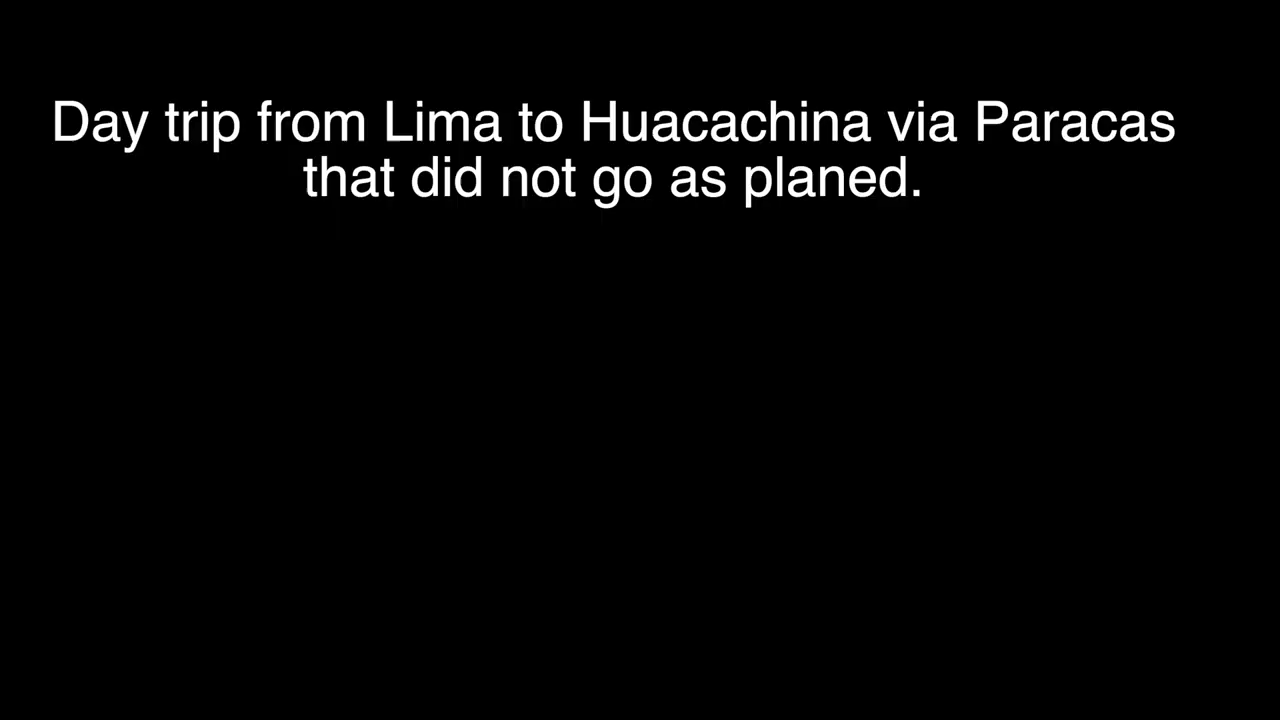 Day trip from Lima to Huacachina via Paracas
that did not go as planed.